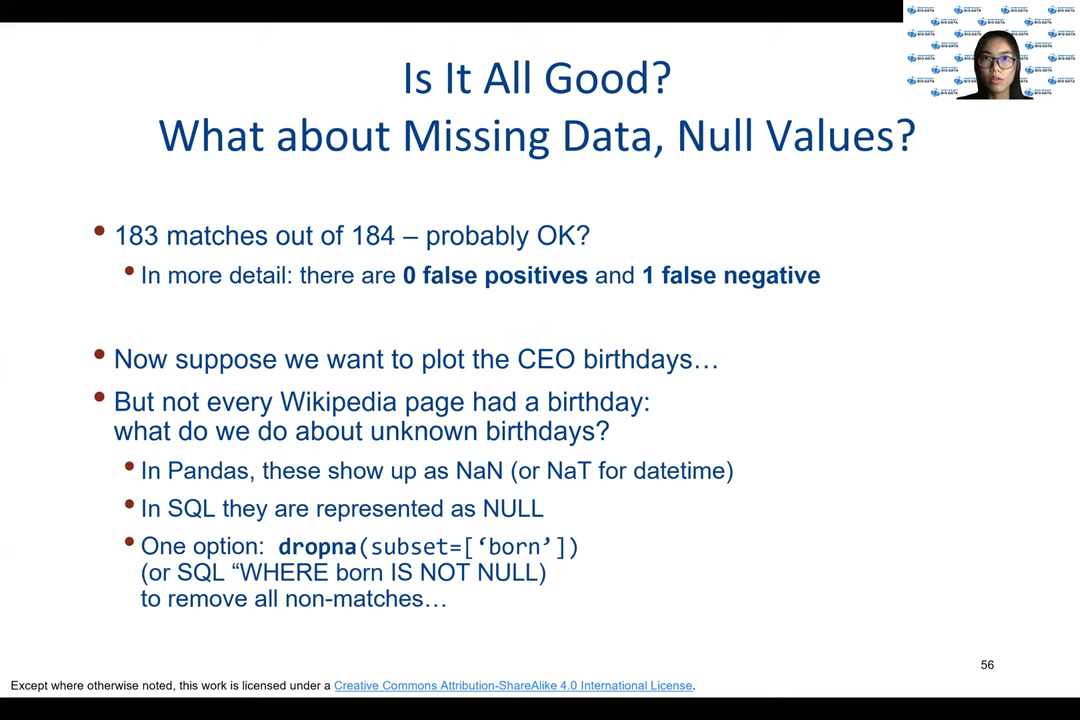 Is It All Good?
What about Missing Data, Null Values?
• 183 matches out of 184 – probably OK?
• In more detail: there are 0 false positives and 1 false negative
• Now suppose we want to plot the CEO birthdays…
• But not every Wikipedia page had a birthday:
what do we do about unknown birthdays?
• In Pandas, these show up as NaN (or NaT for datetime)
• In SQL they are represented as NULL
• One option: dropna(subset=[‘born’])
(or SQL “WHERE born IS NOT NULL)
to remove all non-matches…
56
Except where otherwise noted, this work is licensed under a Creative Commons Attribution-ShareAlike 4.0 International License.